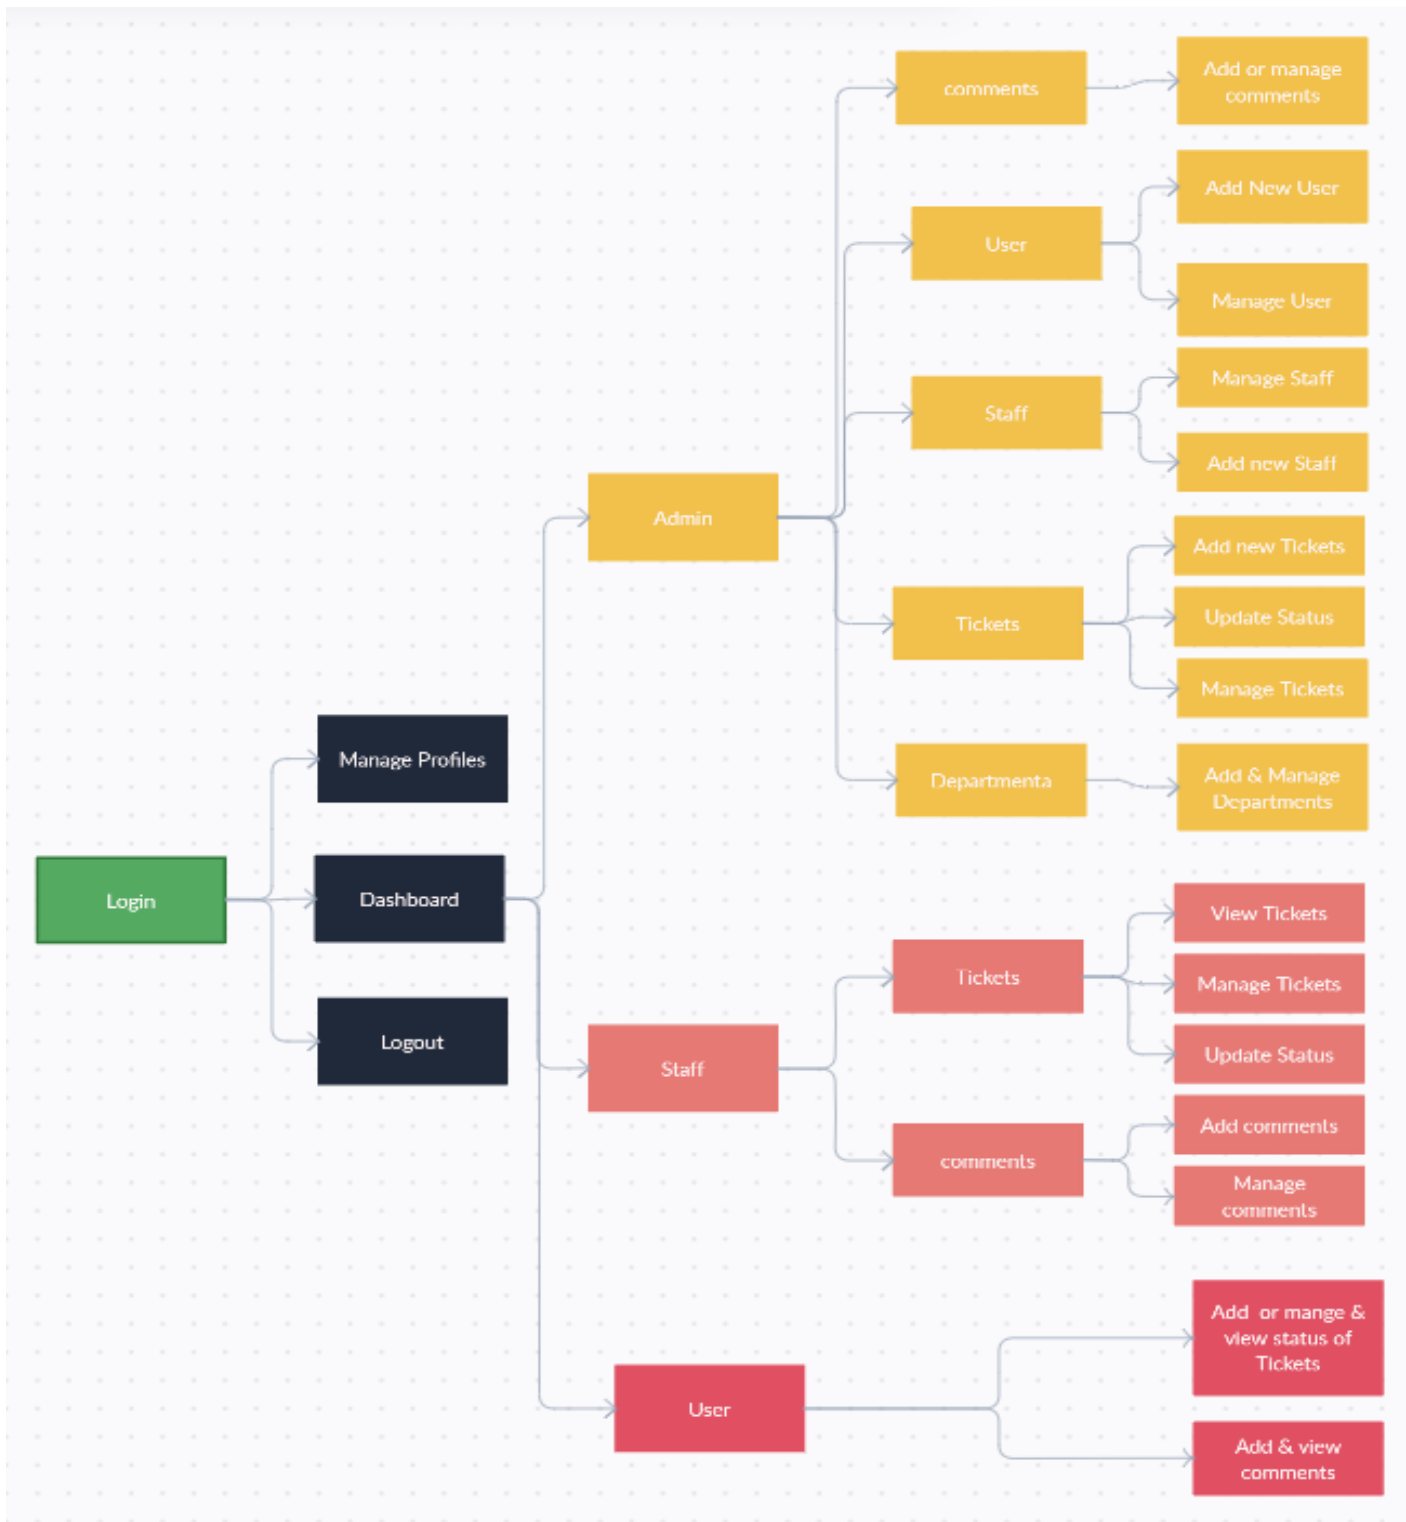 comments
Add or manage
comments
User
Add New User
Manage User
Staff
Manage Staff
Add new Staff
Admin
Tickets
Add new Tickets
Update Status
Manage Tickets
Departmenta
Add & Manage
Departments
Manage Profiles
Login
Dashboard
Logout
Staff
Tickets
View Tickets
Manage Tickets
Update Status
comments
Add comments
Manage
comments
User
Add or mange &
view status of
Tickets
Add & view
comments